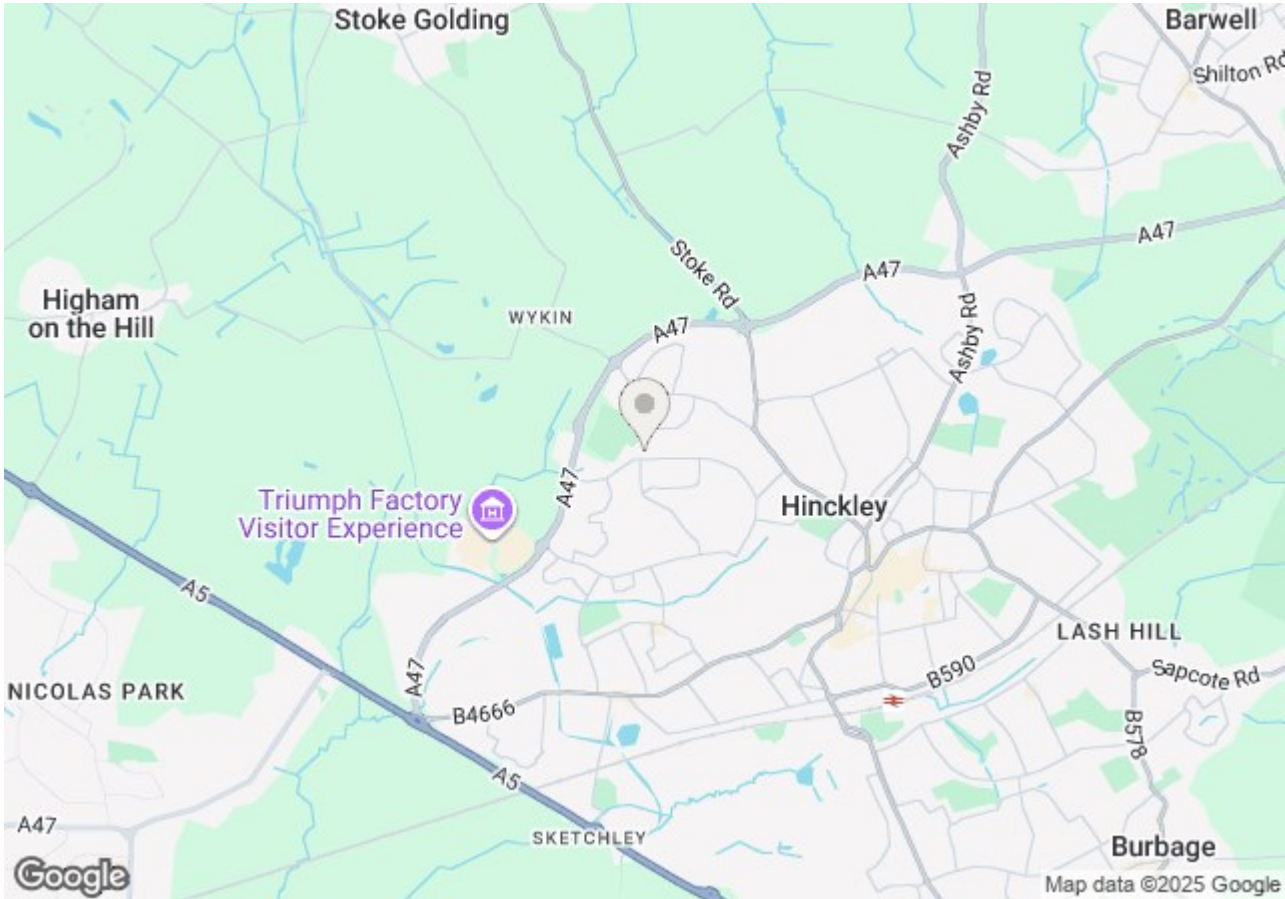 Stoke Golding
Barwell
Shilton Rd
Ashby Rd
A47
Stoke Rd
A47
Higham
on the Hill
WYKIN
A47
Ashby Rd
A47
Triumph Factory
Visitor Experience
Hinckley
A5
LASH HILL
Sapcote Rd
B590
NICOLAS PARK
A47
B4666
B578
A5
A47
SKETCHLEY
Burbage
Google
Map data ©2025 Google